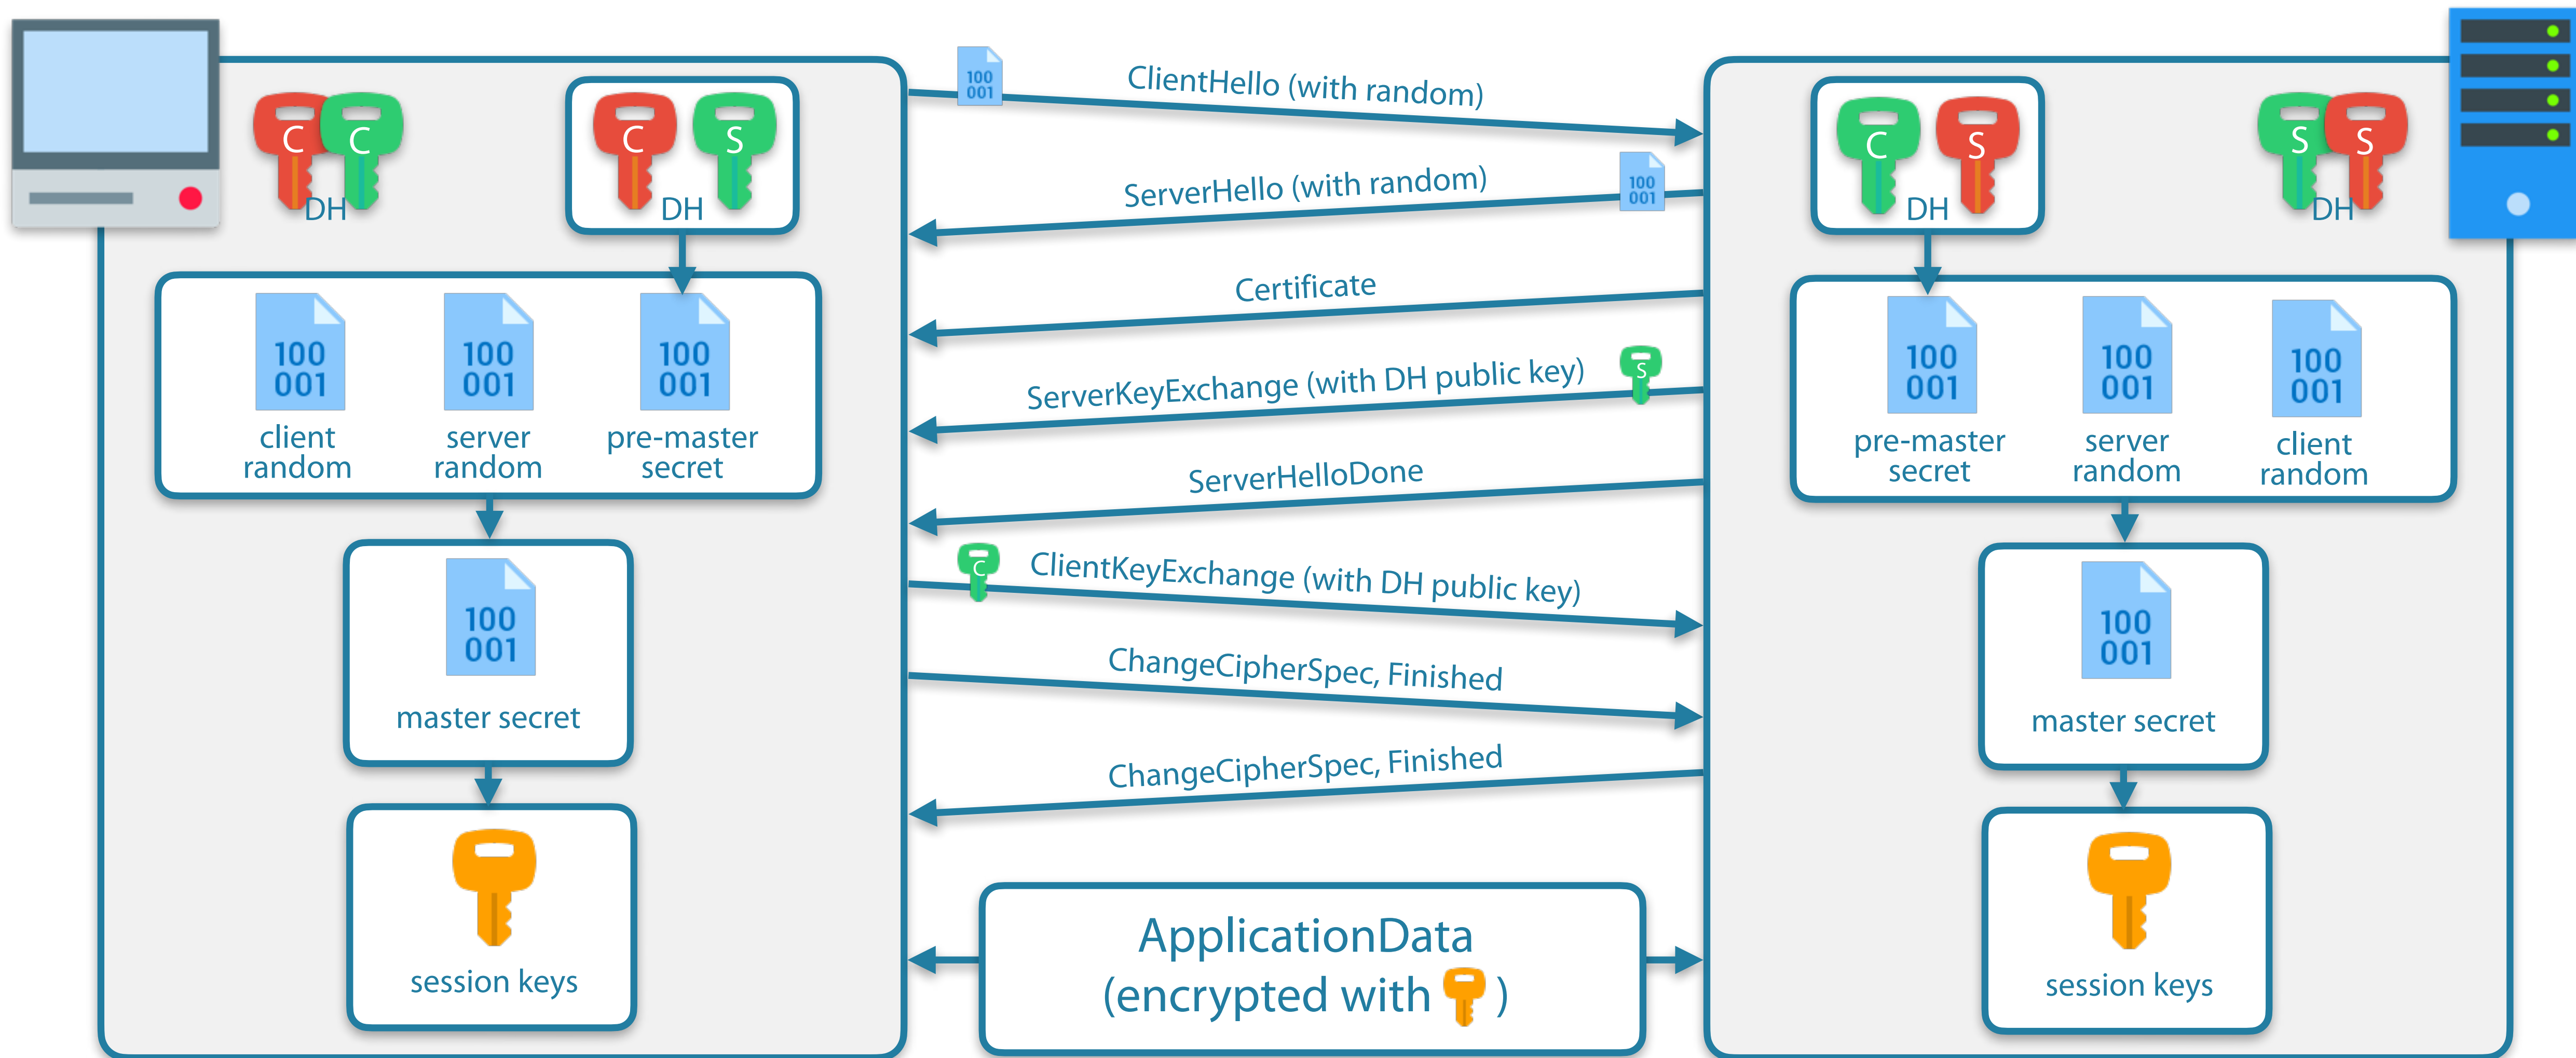 C
C
DH
C
S
DH
100
001
client
random
100
001
server
random
100
001
pre-master
secret
100
001
master secret
session keys
100
001
ClientHello (with random)
ServerHello (with random)
100
001
Certificate
ServerKeyExchange (with DH public key)
S
ServerHelloDone
C
ClientKeyExchange (with DH public key)
ChangeCipherSpec, Finished
ChangeCipherSpec, Finished
ApplicationData
(encrypted with )
C
S
DH
S
S
DH
100
001
pre-master
secret
100
001
server
random
100
001
client
random
100
001
master secret
session keys